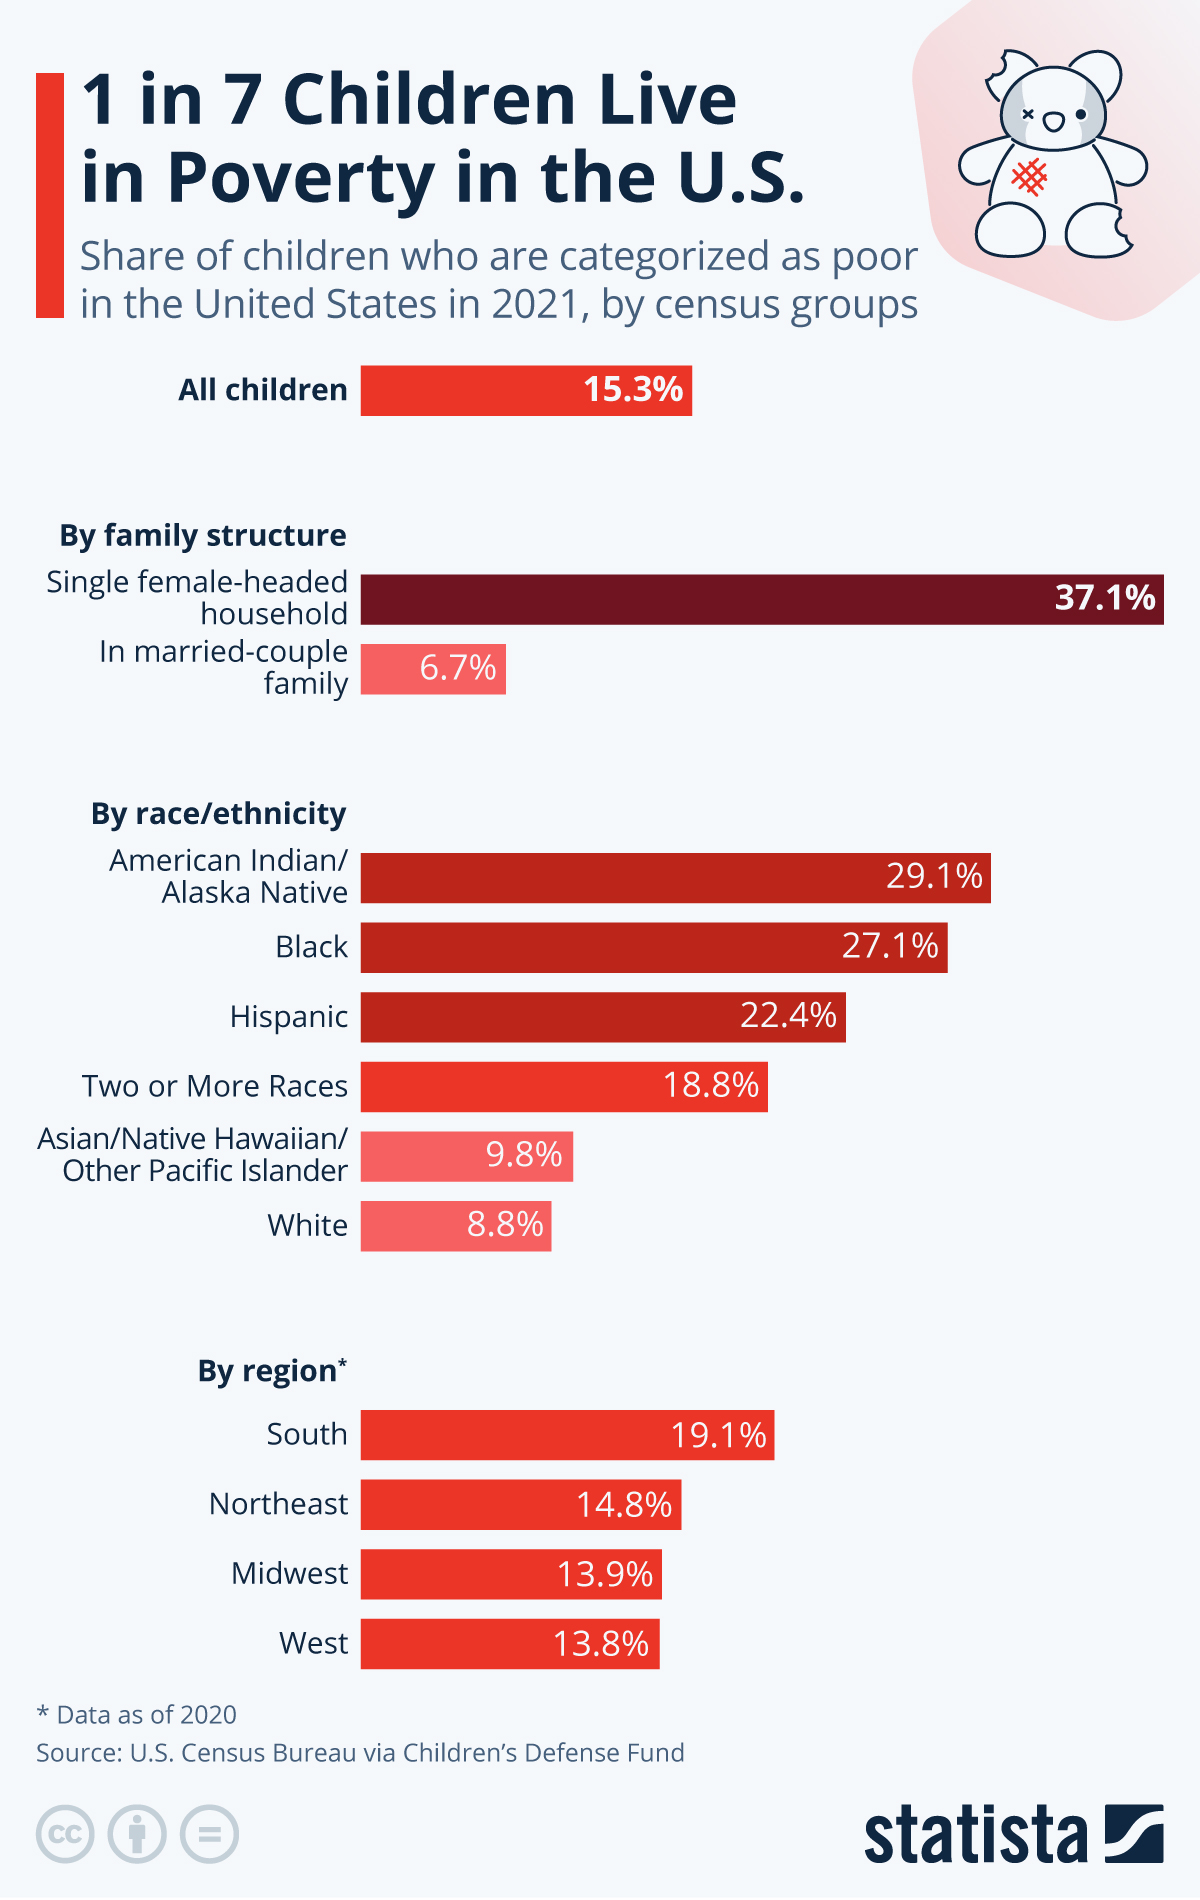 1 in 7 Children Live
in Poverty in the U.S.
Share of children who are categorized as poor
in the United States in 2021, by census groups
All children 15.3%
By family structure
Single female-headed
household 37.1%
In married-couple
family 6.7%
By race/ethnicity
American Indian/
Alaska Native 29.1%
Black 27.1%
Hispanic 22.4%
Two or More Races 18.8%
Asian/Native Hawaiian/
Other Pacific Islander 9.8%
White 8.8%
By region*
South 19.1%
Northeast 14.8%
Midwest 13.9%
West 13.8%
* Data as of 2020
Source: U.S. Census Bureau via Children’s Defense Fund
cc
statista